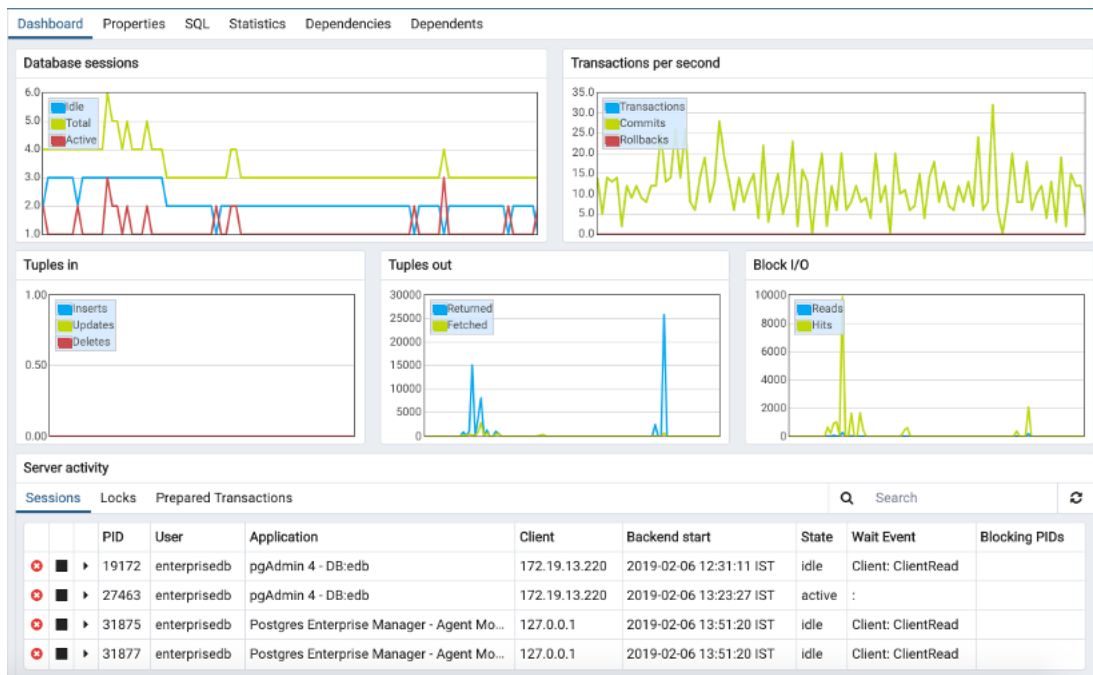 Dashboard Properties SQL Statistics Dependencies Dependents
Database sessions
6.0
5.0
4.0
3.0
2.0
1.0
Idle
Total
Active
Transactions per second
35.0
30.0
25.0
20.0
15.0
10.0
5.0
0.0
Transactions
Commits
Rollbacks
Tuples in
1.00
0.50
0.00
Inserts
Updates
Deletes
Tuples out
30000
25000
20000
15000
10000
5000
0
Returned
Fetched
Block I/O
10000
8000
6000
4000
2000
0
Reads
Hits
Server activity
Sessions Locks Prepared Transactions Search
PID User Application Client Backend start State Wait Event Blocking PIDs
19172 enterprisedb pgAdmin 4 - DB:edb 172.19.13.220 2019-02-06 12:31:11 IST idle Client: ClientRead
27463 enterprisedb pgAdmin 4 - DB:edb 172.19.13.220 2019-02-06 13:23:27 IST active :
31875 enterprisedb Postgres Enterprise Manager - Agent Mo... 127.0.0.1 2019-02-06 13:51:20 IST idle Client: ClientRead
31877 enterprisedb Postgres Enterprise Manager - Agent Mo... 127.0.0.1 2019-02-06 13:51:20 IST idle Client: ClientRead